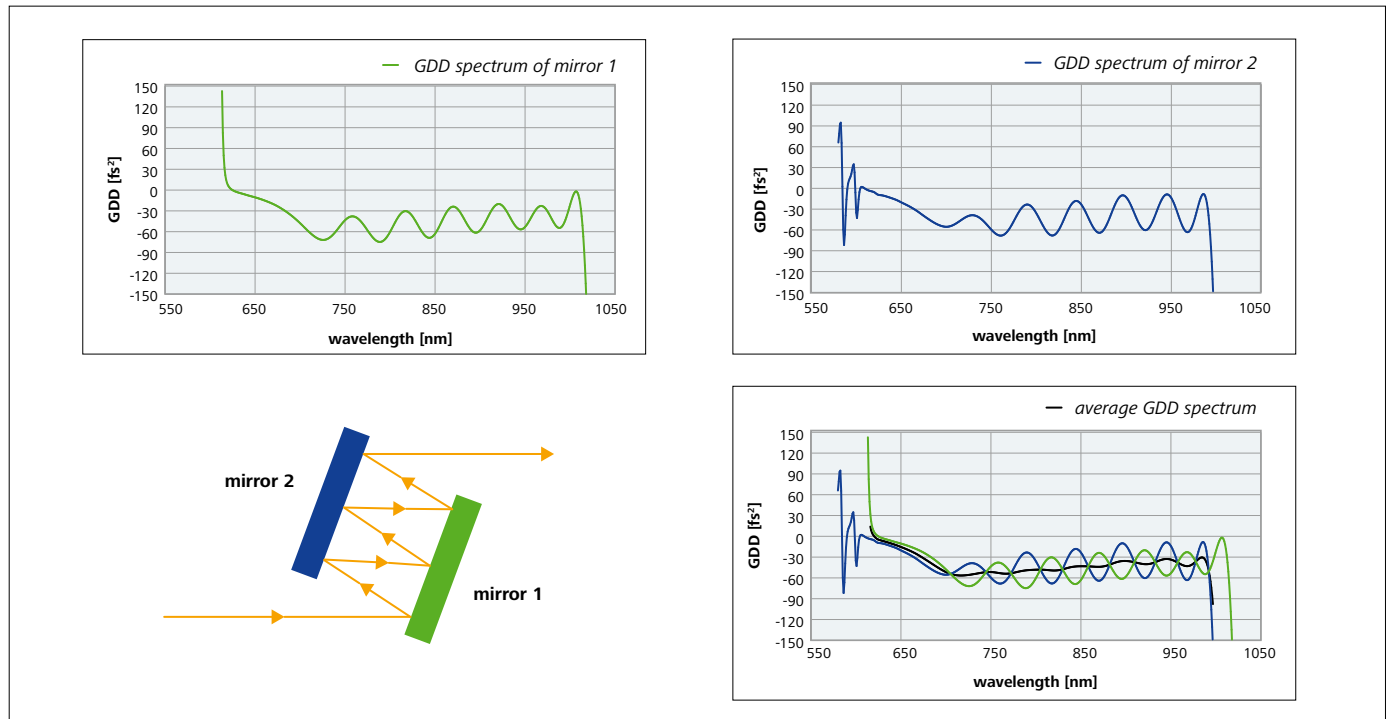 GDD spectrum of mirror 1
GDD [fs²]
150
120
90
60
30
0
-30
-60
-90
-120
-150
550 650 750 850 950 1050
wavelength [nm]
GDD spectrum of mirror 2
GDD [fs²]
150
120
90
60
30
0
-30
-60
-90
-120
-150
550 650 750 850 950 1050
wavelength [nm]
mirror 2
mirror 1
average GDD spectrum
GDD [fs²]
150
120
90
60
30
0
-30
-60
-90
-120
-150
550 650 750 850 950 1050
wavelength [nm]